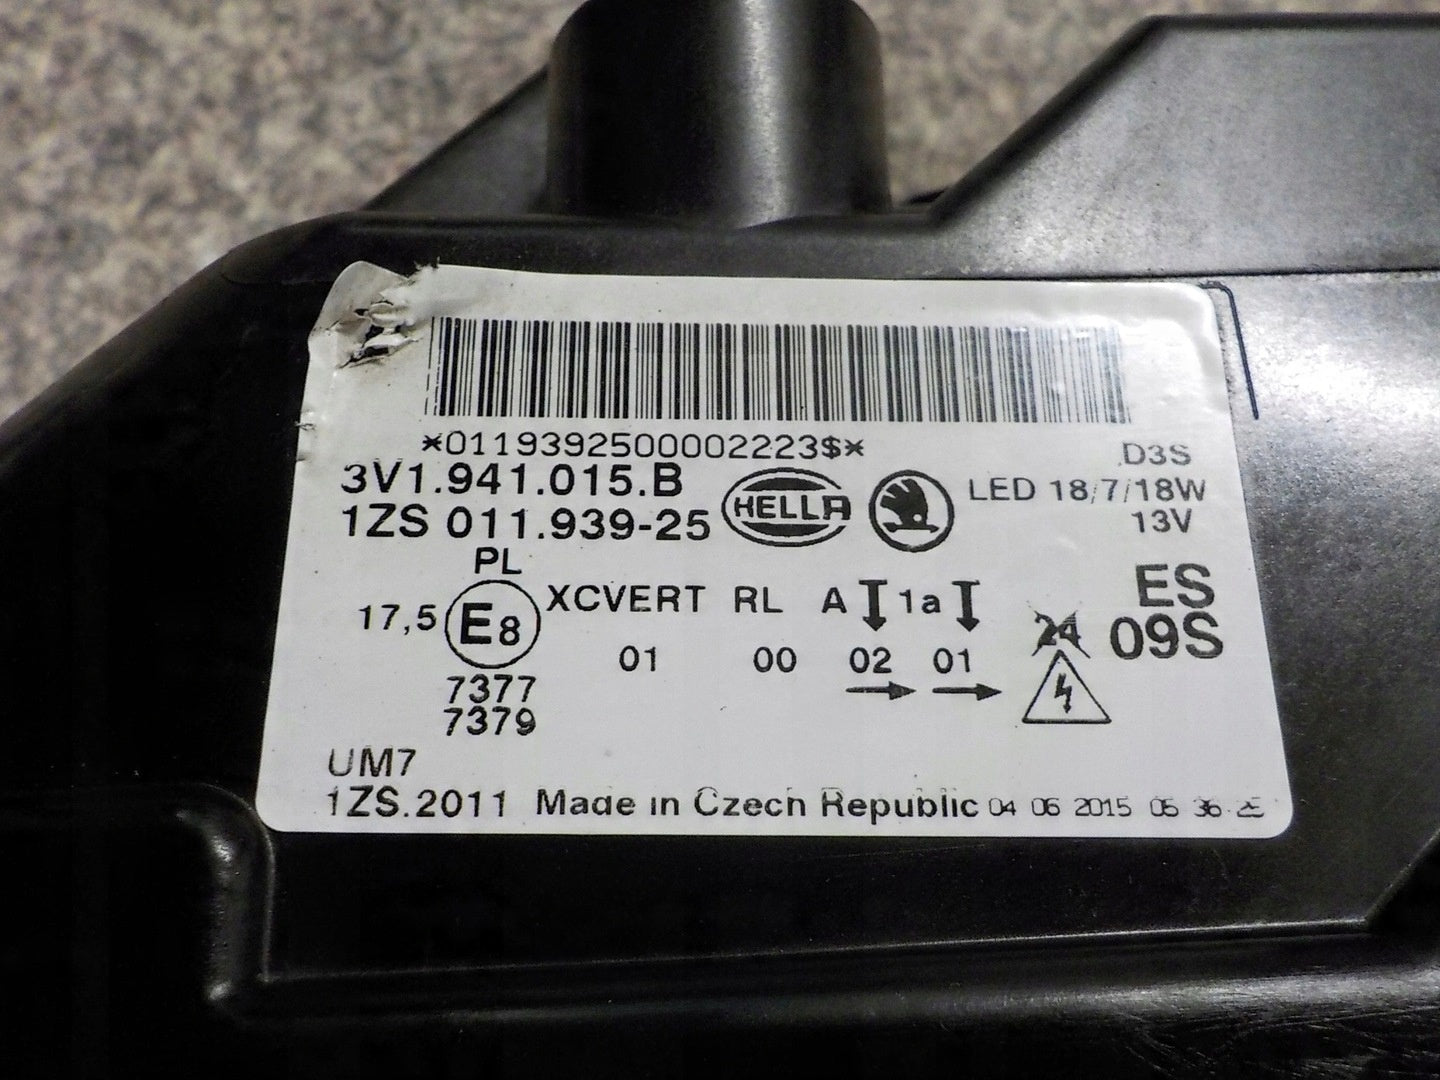 *0119392500002223$*
3V1.941.015.B
1ZS 011.939-25
HELLA
D3S
LED 18/7/18W
13V
PL
17,5 E8 XCVERT RL A 1a
01 00 02 01
24
ES
09S
7377
7379
UM7
1ZS.2011 Made in Czech Republic 04 06 2015 05 36